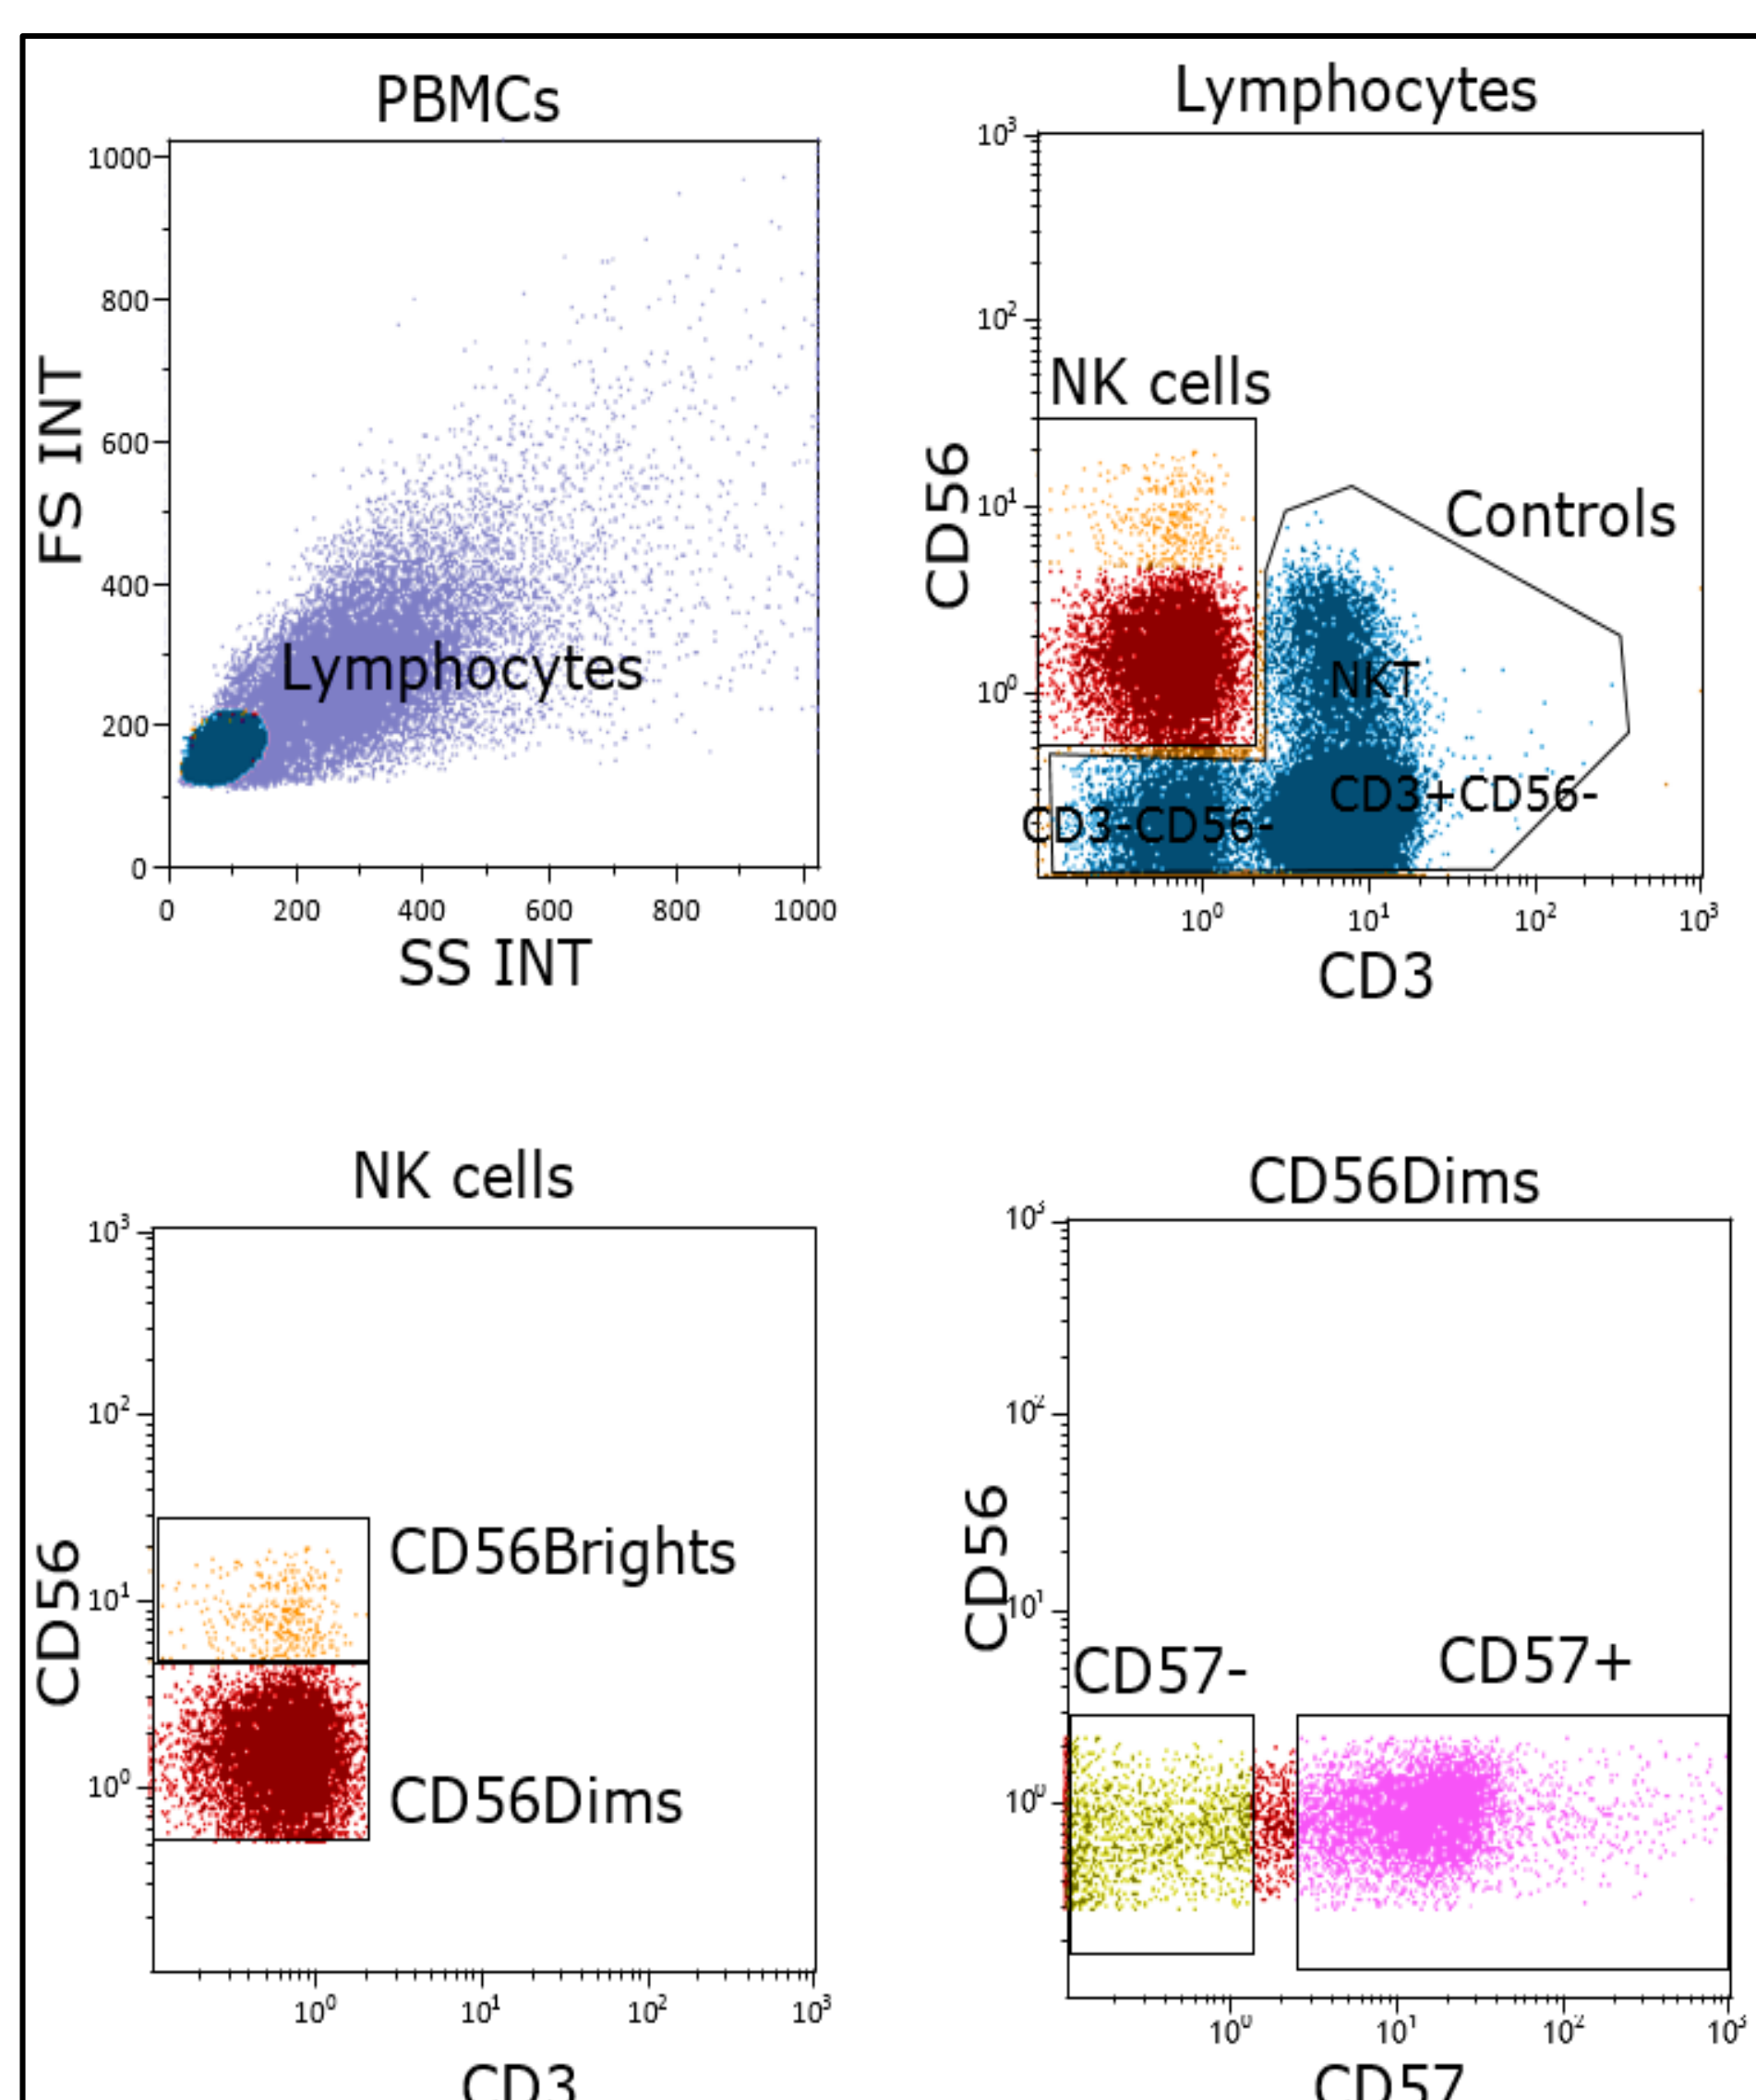 PBMCs
1000
800
600
400
200
0
FS INT
Lymphocytes
0 200 400 600 800 1000
SS INT
Lymphocytes
10³
10²
10¹
10⁰
CD56
NK cells
Controls
NKT
CD3+CD56-
CD3-CD56-
10⁰ 10¹ 10² 10³
CD3
NK cells
10³
10²
10¹
10⁰
CD56
CD56Brights
CD56Dims
10⁰ 10¹ 10² 10³
CD3
CD56Dims
10³
10²
10¹
10⁰
CD56
CD57-
CD57+
10⁰ 10¹ 10² 10³
CD57